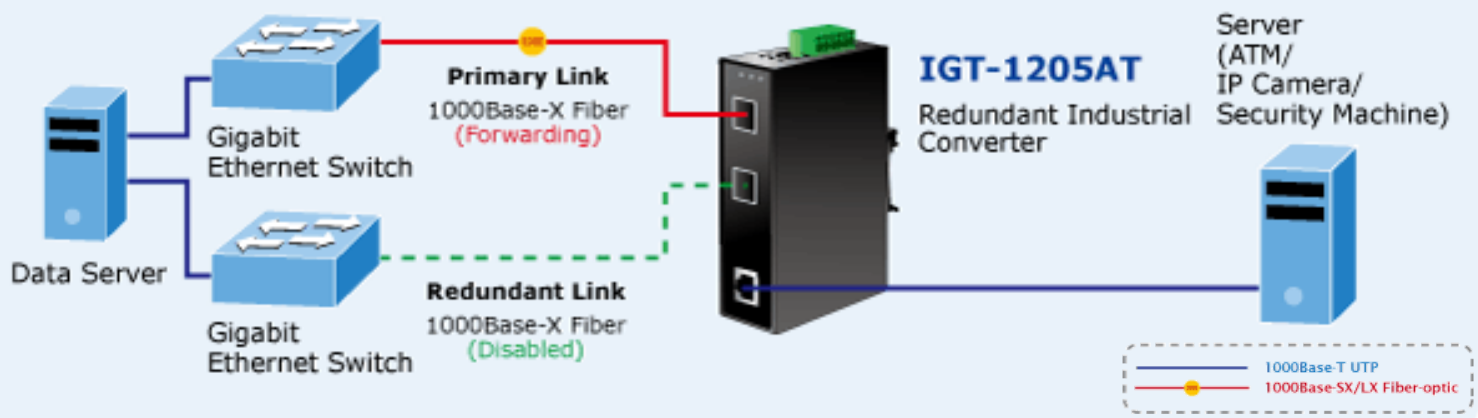 Data Server
Gigabit
Ethernet Switch
Gigabit
Ethernet Switch
Primary Link
1000Base-X Fiber
(Forwarding)
Redundant Link
1000Base-X Fiber
(Disabled)
IGT-1205AT
Redundant Industrial
Converter
Server
(ATM/
IP Camera/
Security Machine)
1000Base-T UTP
1000Base-SX/LX Fiber-optic